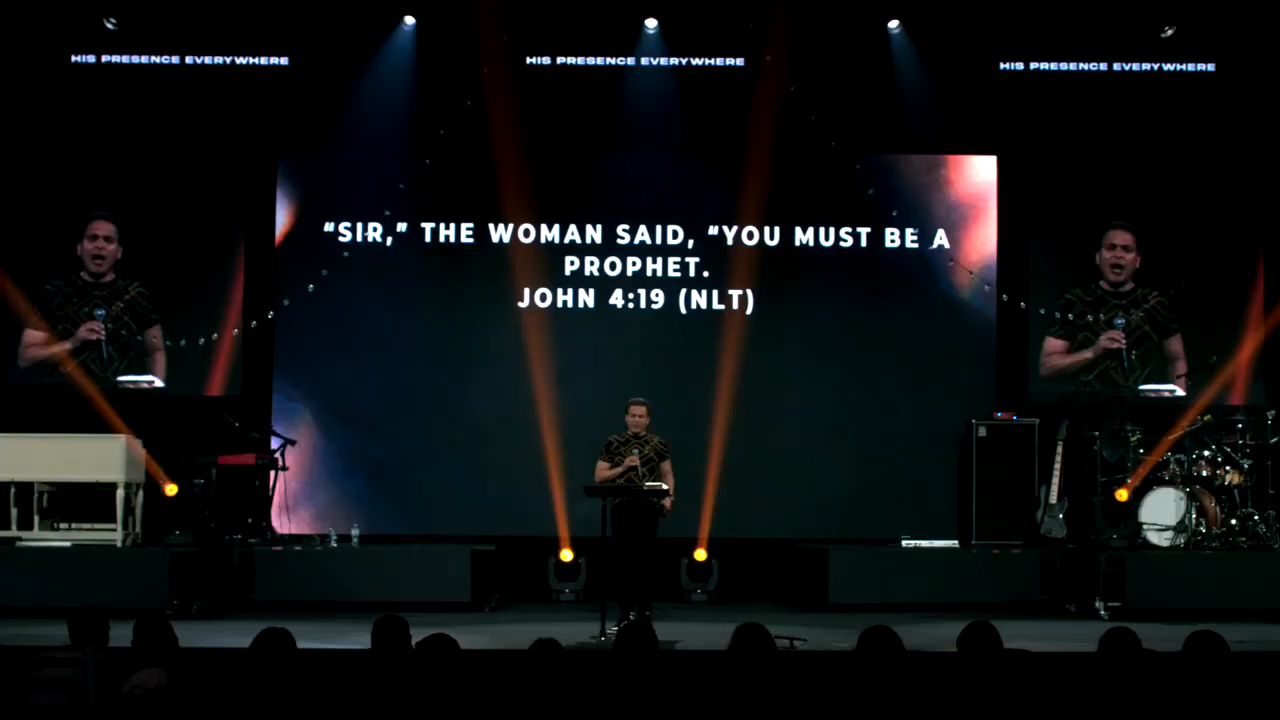 HIS PRESENCE EVERYWHERE
HIS PRESENCE EVERYWHERE
HIS PRESENCE EVERYWHERE
“SIR,” THE WOMAN SAID, “YOU MUST BE A
PROPHET.
JOHN 4:19 (NLT)